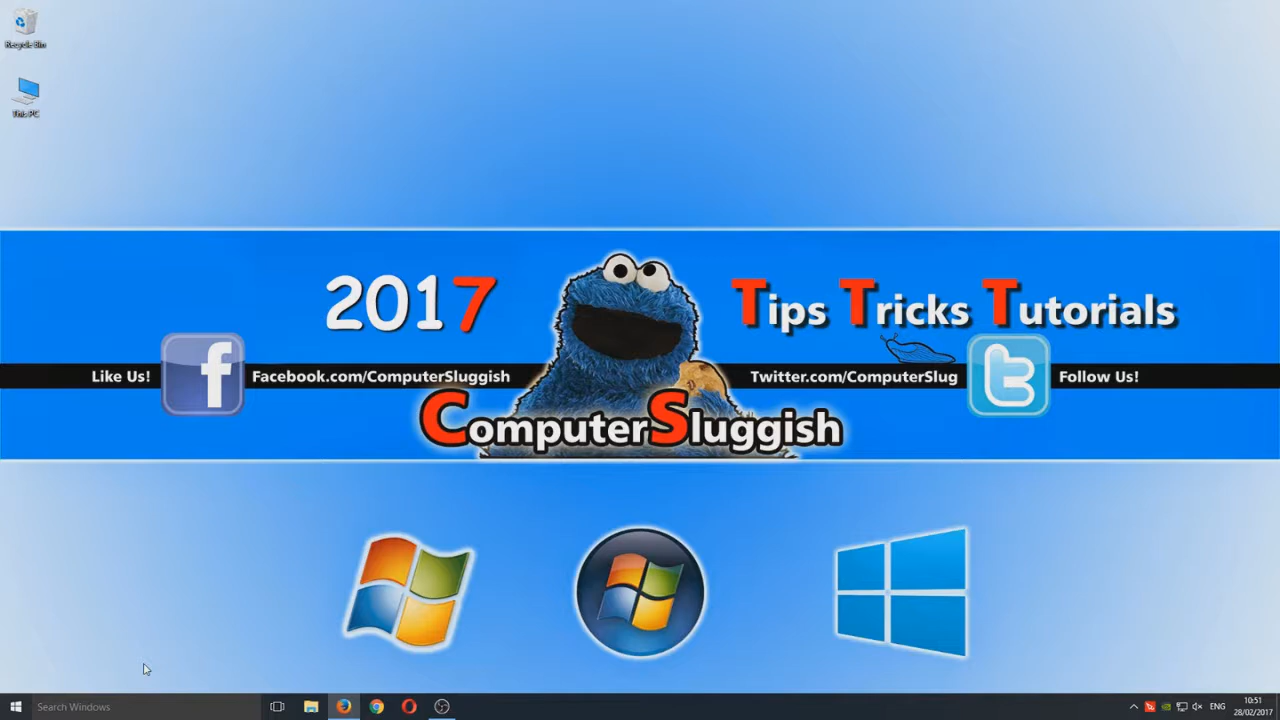 Recycle Bin
This PC
2017
Tips Tricks Tutorials
Like Us!
f
Facebook.com/ComputerSluggish
Twitter.com/ComputerSlug
t
Follow Us!
ComputerSluggish
Search Windows
ENG
10:51
28/02/2017